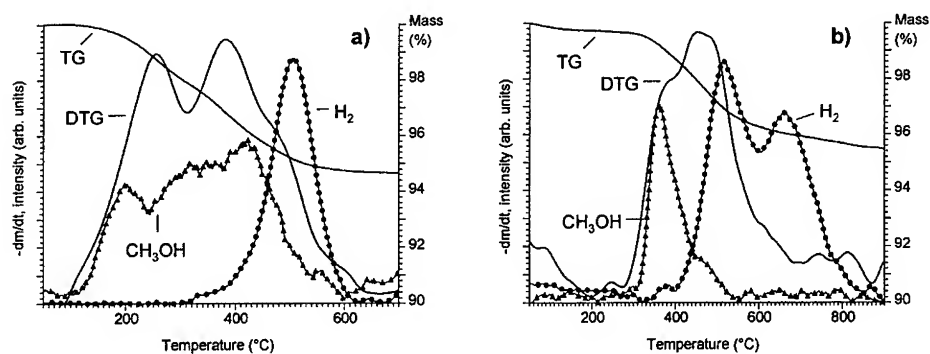 a)
Mass
(%)
TG
DTG
H₂
CH₃OH
98
96
94
92
90
-dm/dt, intensity (arb. units)
200
400
600
Temperature (°C)
b)
Mass
(%)
TG
DTG
H₂
CH₃OH
98
96
94
92
90
-dm/dt, intensity (arb. units)
0
200
400
600
800
Temperature (°C)